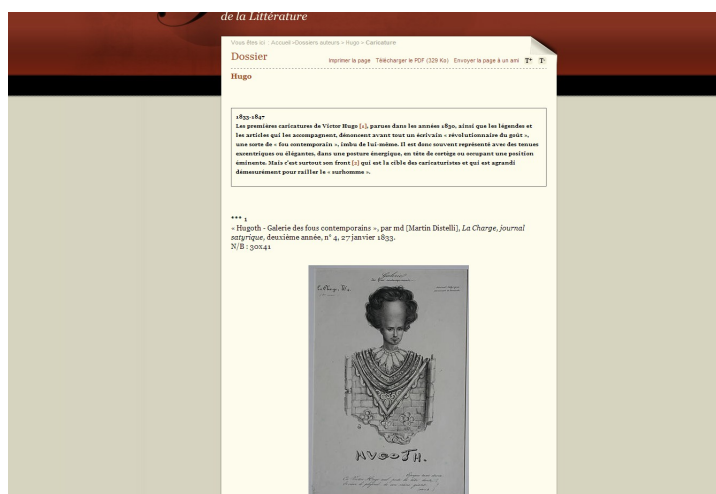 de la Littérature
Vous êtes ici : Accueil »Dossiers auteurs > Hugo > Caricature
Dossier
Imprimer la page Télécharger le PDF (329 Ko) Envoyer la page à un ami T+ T-
Hugo
1833-1847
Les premières caricatures de Victor Hugo [1], parues dans les années 1830, ainsi que les légendes et
les articles qui les accompagnent, dénoncent avant tout un écrivain « révolutionnaire du goût »,
une sorte de « fou contemporain », imbu de lui-même. Il est donc souvent représenté avec des tenues
excentriques ou élégantes, dans une posture énergique, en tête de cortège ou occupant une position
éminente. Mais c'est surtout son front [2] qui est la cible des caricaturistes et qui est agrandi
démesurément pour railler le « surhomme ».
*** 1
« Hugoth - Galerie des fous contemporains », par md [Martin Distelli], La Charge, journal
satyrique, deuxième année, n° 4, 27 janvier 1833.
N/B : 30x41
La Charge. N° 4.
HUGOTH.